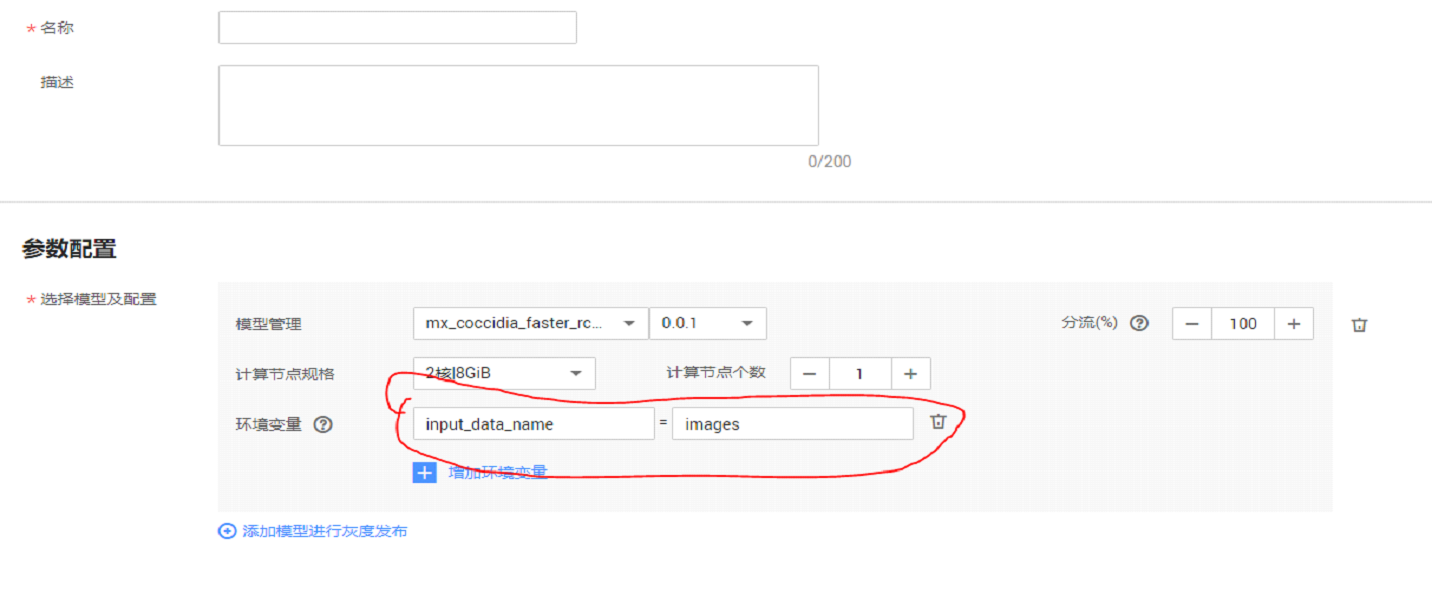 * 名称
描述
0/200
参数配置
* 选择模型及配置
模型管理 mx_coccidia_faster_rc... 0.0.1 分流(%) ? — 100 +
计算节点规格 2核|8GiB 计算节点个数 — 1 +
环境变量 ? input_data_name = images
+ 增加环境变量
添加模型进行灰度发布